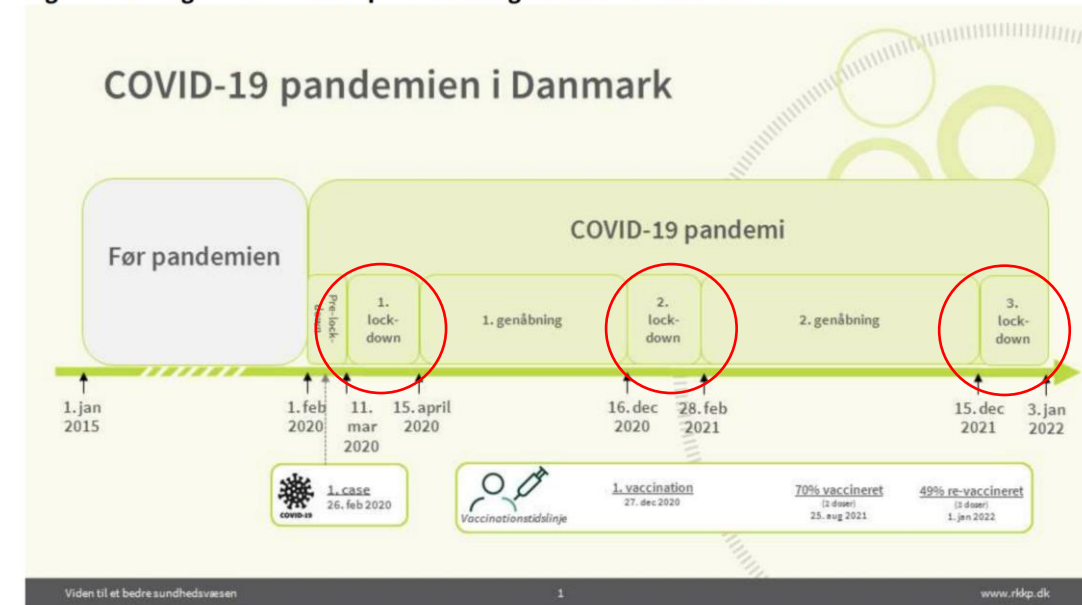 COVID-19 pandemien i Danmark
COVID-19 pandemi
Før pandemien
Pre-lock-
down
1.
lock-
down
1. genåbning
2.
lock-
down
2. genåbning
3.
lock-
down
1. jan
2015
1. feb
2020
11.
mar
2020
15. april
2020
16. dec
2020
28. feb
2021
15. dec
2021
3. jan
2022
COVID-19
1. case
26. feb 2020
Vaccinationstidslinje
1. vaccination
27. dec 2020
70% vaccineret
(2 doser)
25. aug 2021
49% re-vaccineret
(3 doser)
1. jan 2022
Viden til et bedre sundhedsvæsen
1
www.rkkp.dk